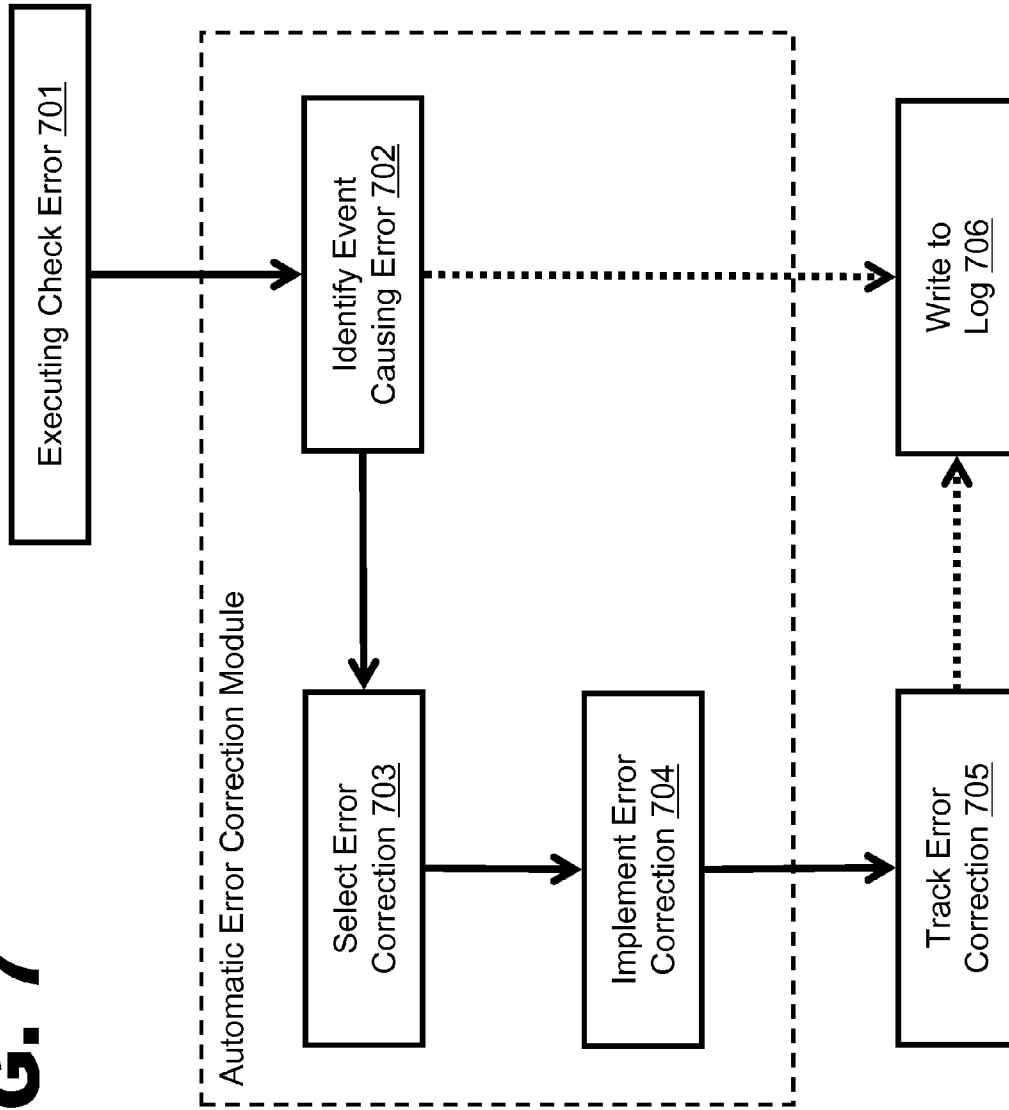 G. 7
Executing Check Error 701
Automatic Error Correction Module
Identify Event
Causing Error 702
Select Error
Correction 703
Implement Error
Correction 704
Track Error
Correction 705
Write to
Log 706